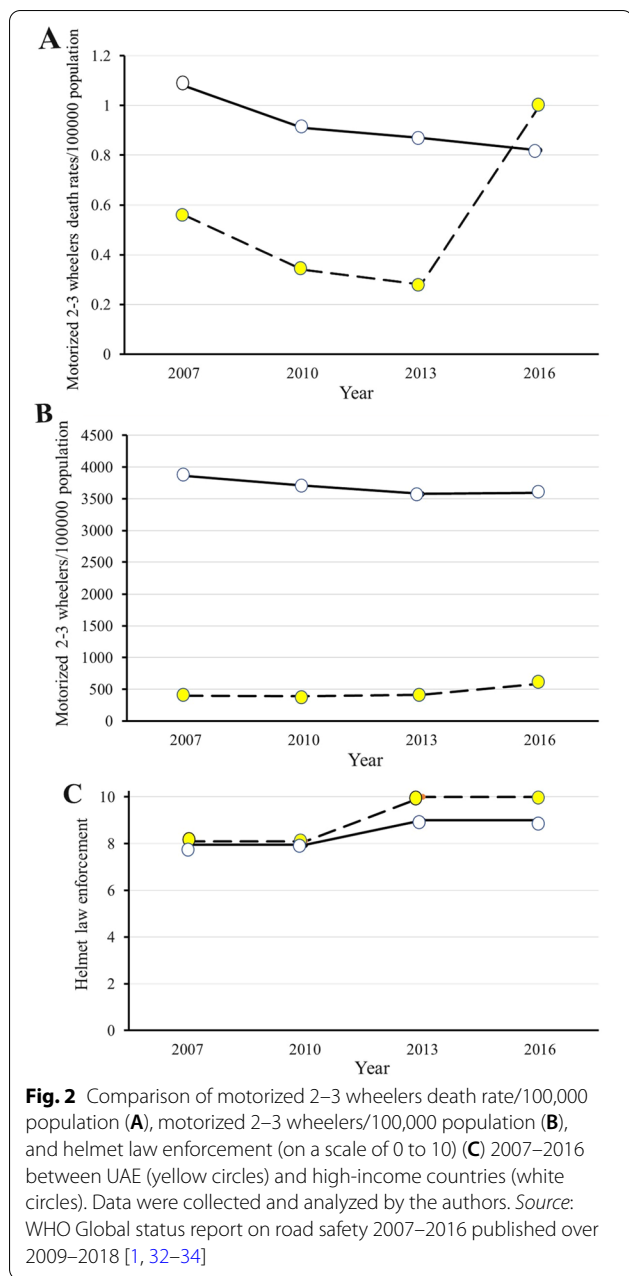 A
Motorized 2-3 wheelers death rates/100000 population
1.2
1
0.8
0.6
0.4
0.2
0
2007 2010 2013 2016
Year
B
Motorized 2-3 wheelers/100000 population
4500
4000
3500
3000
2500
2000
1500
1000
500
0
2007 2010 2013 2016
Year
C
Helmet law enforcement
10
8
6
4
2
0
2007 2010 2013 2016
Year
Fig. 2 Comparison of motorized 2–3 wheelers death rate/100,000
population (A), motorized 2–3 wheelers/100,000 population (B),
and helmet law enforcement (on a scale of 0 to 10) (C) 2007–2016
between UAE (yellow circles) and high-income countries (white
circles). Data were collected and analyzed by the authors. Source:
WHO Global status report on road safety 2007–2016 published over
2009–2018 [1, 32–34]